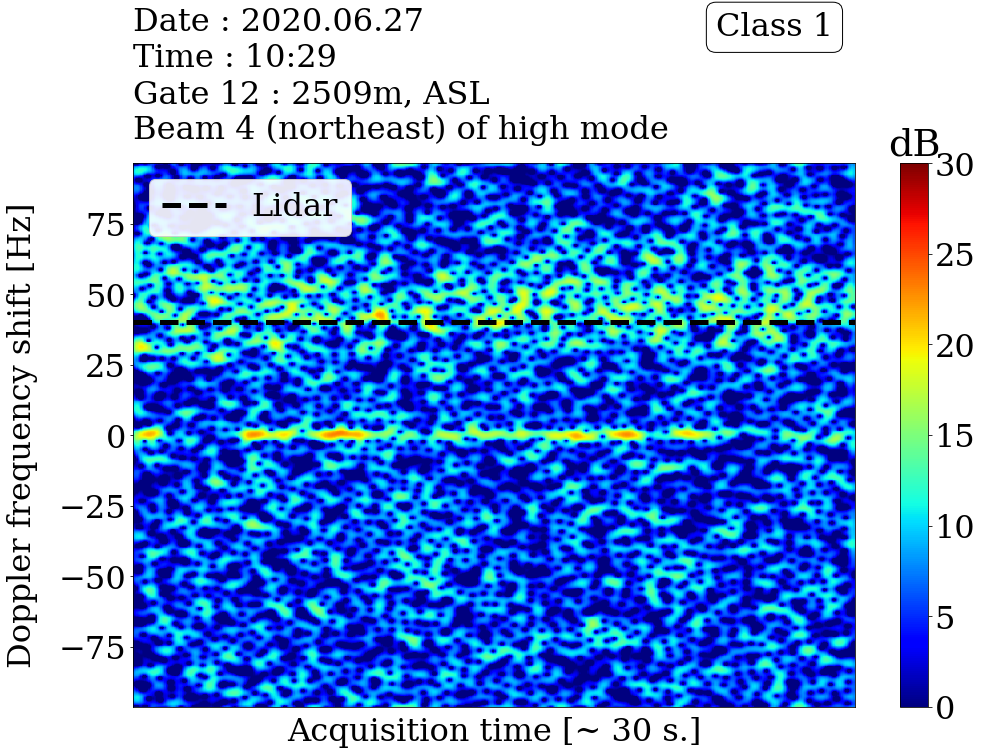 Date : 2020.06.27
Time : 10:29
Gate 12 : 2509m, ASL
Beam 4 (northeast) of high mode
Class 1
dB
Lidar
Doppler frequency shift [Hz]
75
50
25
0
−25
−50
−75
30
25
20
15
10
5
0
Acquisition time [~ 30 s.]